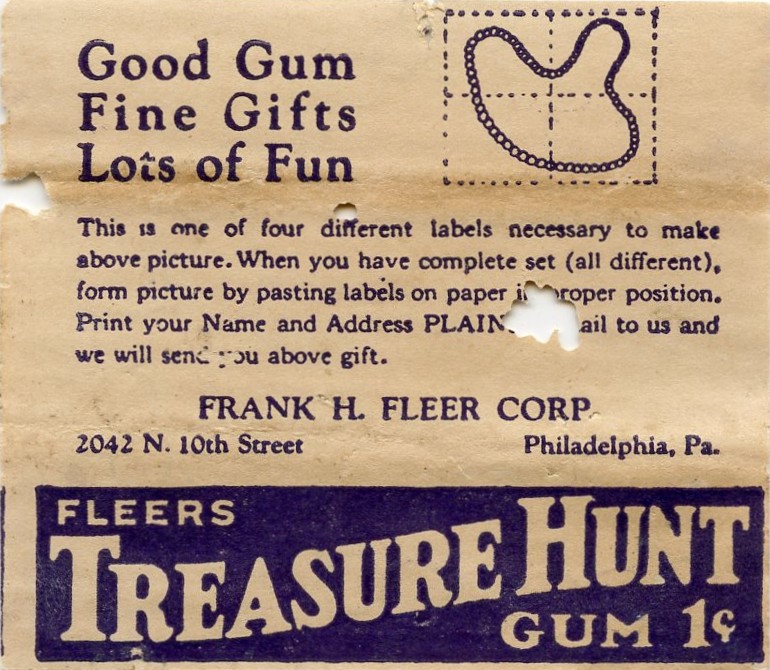 Good Gum
Fine Gifts
Lots of Fun
This is one of four different labels necessary to make
above picture. When you have complete set (all different),
form picture by pasting labels on paper in proper position.
Print your Name and Address PLAIN ail to us and
we will send you above gift.
FRANK H. FLEER CORP.
2042 N. 10th Street Philadelphia, Pa.
FLEERS
TREASURE HUNT
GUM 1¢